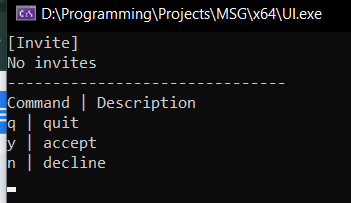 D:\Programming\Projects\MSG\x64\UI.exe
[Invite]
No invites
------------------------------
Command | Description
q | quit
y | accept
n | decline